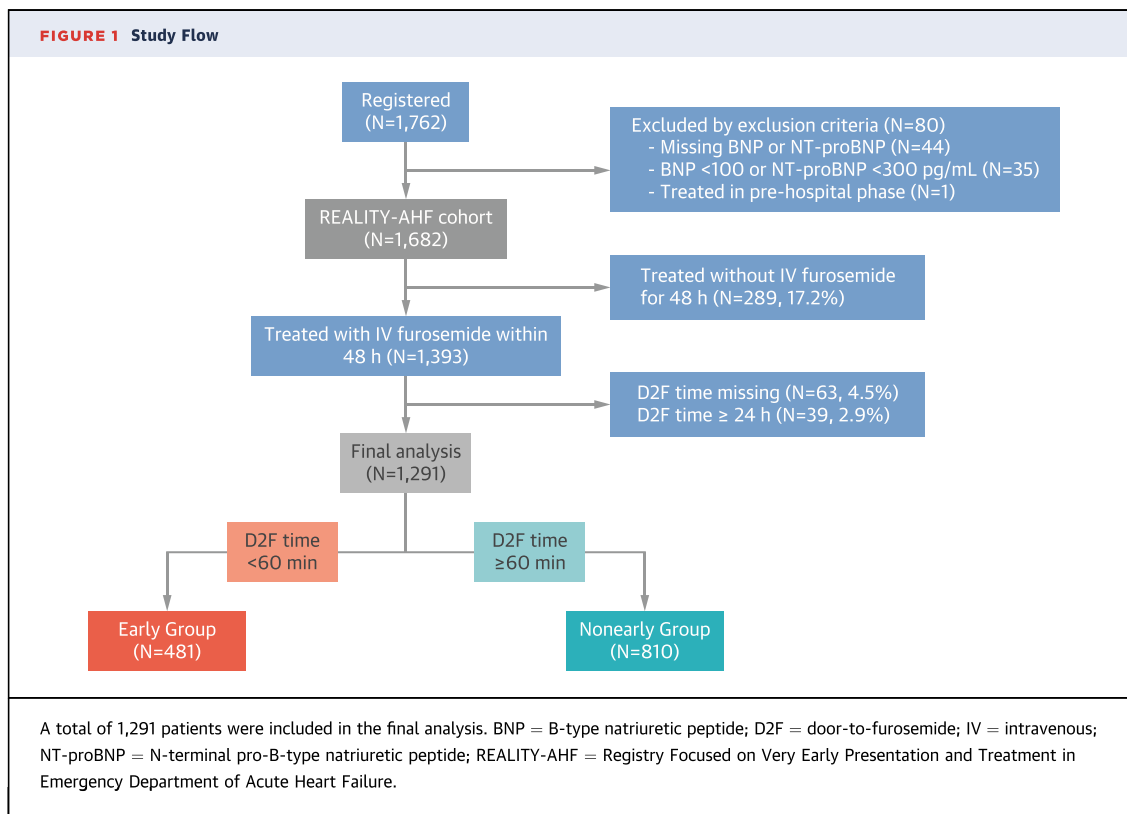 FIGURE 1 Study Flow
Registered
(N=1,762)
Excluded by exclusion criteria (N=80)
- Missing BNP or NT-proBNP (N=44)
- BNP <100 or NT-proBNP <300 pg/mL (N=35)
- Treated in pre-hospital phase (N=1)
REALITY-AHF cohort
(N=1,682)
Treated without IV furosemide
for 48 h (N=289, 17.2%)
Treated with IV furosemide within
48 h (N=1,393)
D2F time missing (N=63, 4.5%)
D2F time ≥ 24 h (N=39, 2.9%)
Final analysis
(N=1,291)
D2F time
<60 min
D2F time
≥60 min
Early Group
(N=481)
Nonearly Group
(N=810)
A total of 1,291 patients were included in the final analysis. BNP = B-type natriuretic peptide; D2F = door-to-furosemide; IV = intravenous;
NT-proBNP = N-terminal pro-B-type natriuretic peptide; REALITY-AHF = Registry Focused on Very Early Presentation and Treatment in
Emergency Department of Acute Heart Failure.